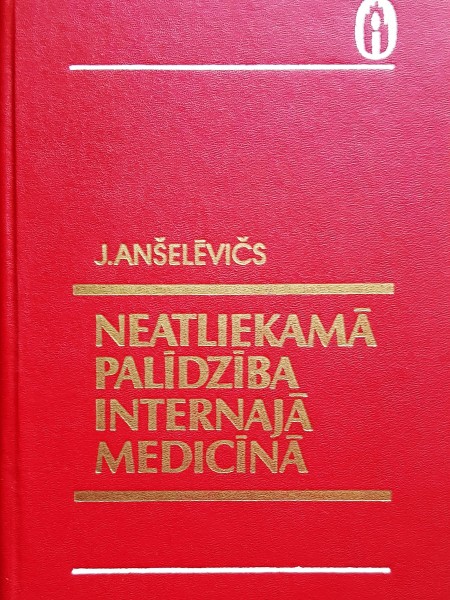 J.ANŠELĒVIČS
NEATLIEKAMĀ
PALĪDZĪBA
INTERNAJĀ
MEDICĪNĀ